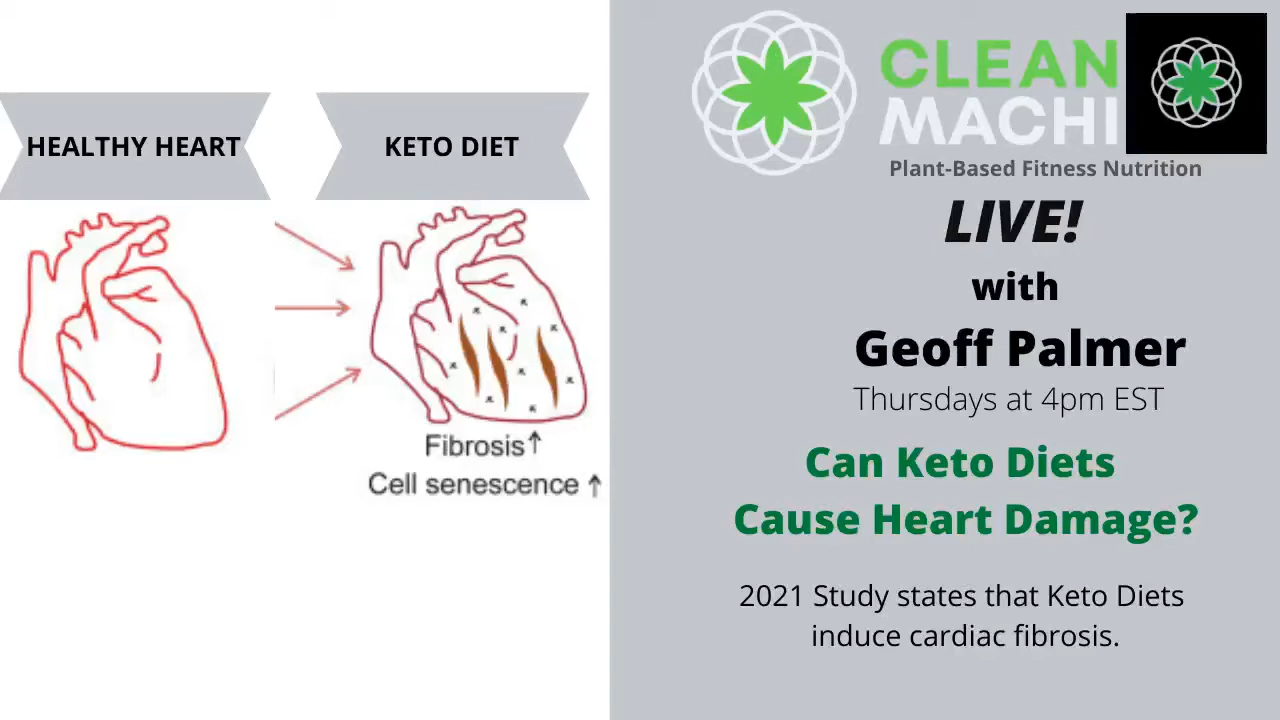 HEALTHY HEART
KETO DIET
Fibrosis↑
Cell senescence ↑
CLEAN
MACHI
Plant-Based Fitness Nutrition
LIVE!
with
Geoff Palmer
Thursdays at 4pm EST
Can Keto Diets
Cause Heart Damage?
2021 Study states that Keto Diets
induce cardiac fibrosis.